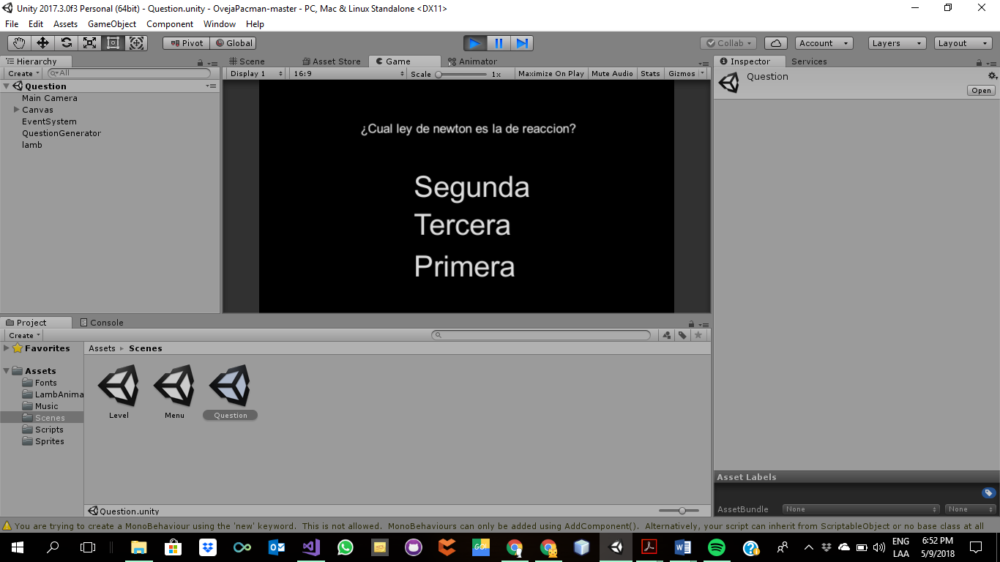 Unity 2017.3.0f3 Personal (64bit) - Question.unity - OvejaPacman-master - PC, Mac & Linux Standalone <DX11>
File Edit Assets GameObject Component Window Help
Pivot Global Collab Account Layers Layout
Hierarchy
Create All
Question
Main Camera
Canvas
EventSystem
QuestionGenerator
lamb
Scene Asset Store Game Animator
Display 1 16:9 Scale 1x Maximize On Play Mute Audio Stats Gizmos
¿Cual ley de newton es la de reaccion?
Segunda
Tercera
Primera
Inspector Services
Question
Open
Project Console
Create
Favorites
Assets
Fonts
LambAnima
Music
Scenes
Scripts
Sprites
Assets Scenes
Level Menu Question
Question.unity
Asset Labels
AssetBundle None None
You are trying to create a MonoBehaviour using the 'new' keyword. This is not allowed. MonoBehaviours can only be added using AddComponent(). Alternatively, your script can inherit from ScriptableObject or no base class at all
GO!
ENG
LAA
6:52 PM
5/9/2018